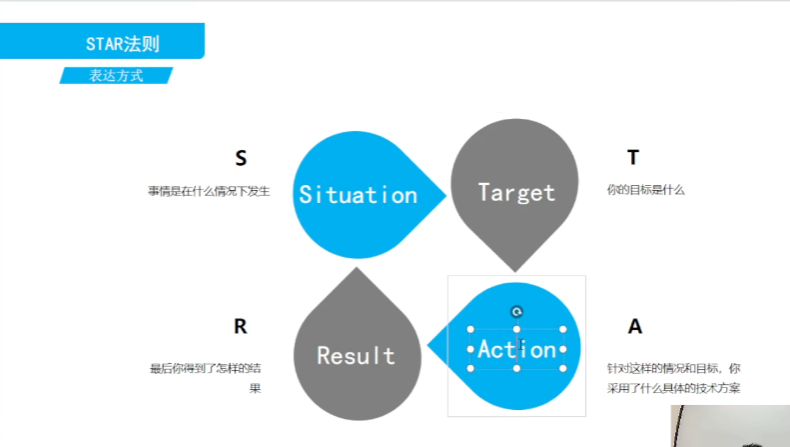 STAR法则
表达方式
S
事情是在什么情况下发生
Situation
Target
T
你的目标是什么
R
最后你得到了怎样的结
果
Result
Action
A
针对这样的情况和目标，你
采用了什么具体的技术方案